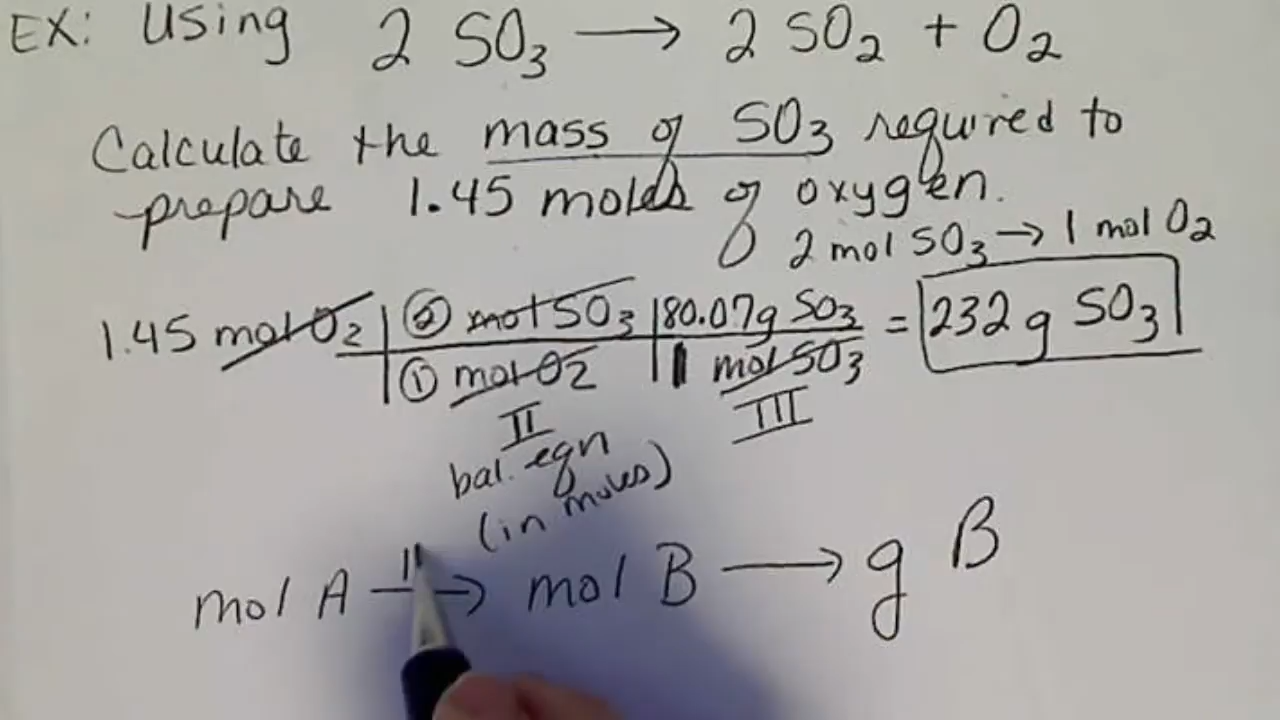 EX: Using 2 SO₃ → 2 SO₂ + O₂
Calculate the mass of SO₃ required to
prepare 1.45 moles of oxygen.
2 mol SO₃ → 1 mol O₂
1.45 mol O₂ | 2 mol SO₃ | 80.07g SO₃ = 232 g SO₃
1 mol O₂ | 1 mol SO₃
II III
bal. eqn
(in moles)
II
mol A → mol B → g B